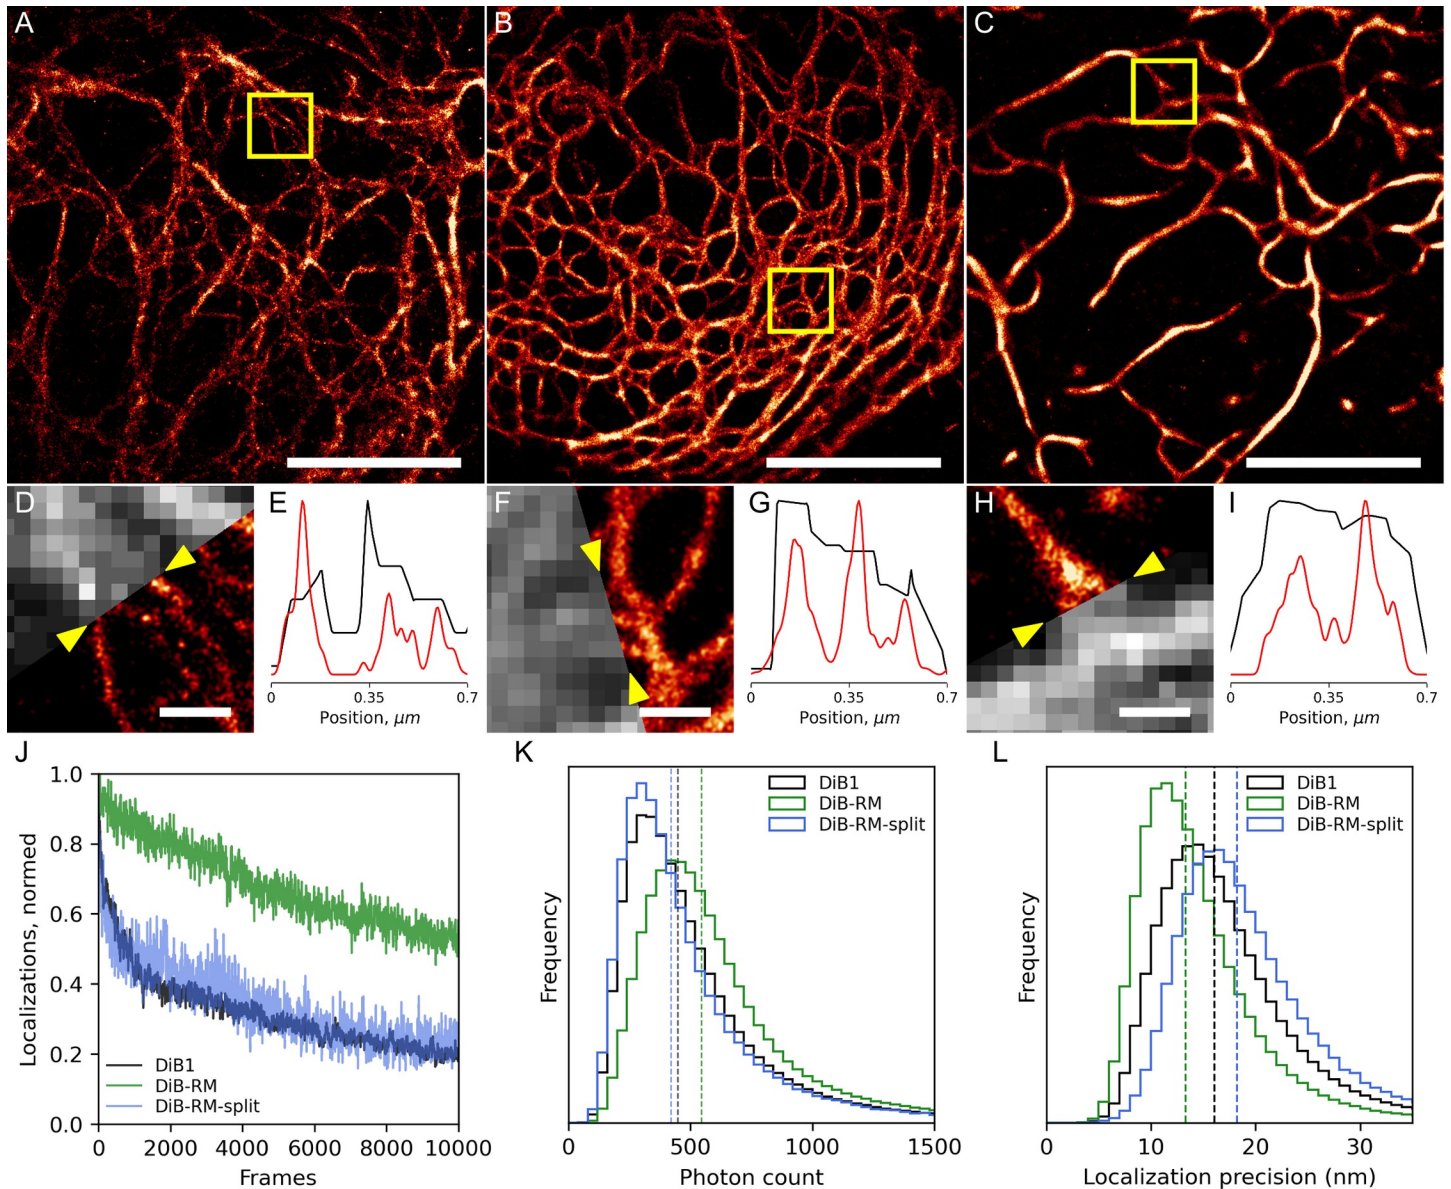 A
B
C
D
E
F
G
H
I
0
0.35
0.7
Position, μm
0
0.35
0.7
Position, μm
0
0.35
0.7
Position, μm
J
1.0
0.8
0.6
0.4
0.2
0.0
Localizations, normed
DiB1
DiB-RM
DiB-RM-split
0
2000
4000
6000
8000
10000
Frames
K
DiB1
DiB-RM
DiB-RM-split
Frequency
0
500
1000
1500
Photon count
L
DiB1
DiB-RM
DiB-RM-split
Frequency
0
10
20
30
Localization precision (nm)